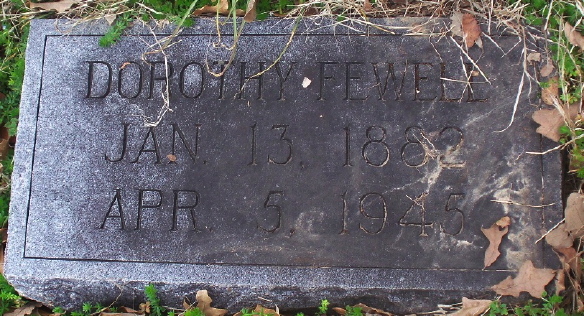 DOROTHY FEWELL
JAN. 13, 1882
APR. 5, 1945